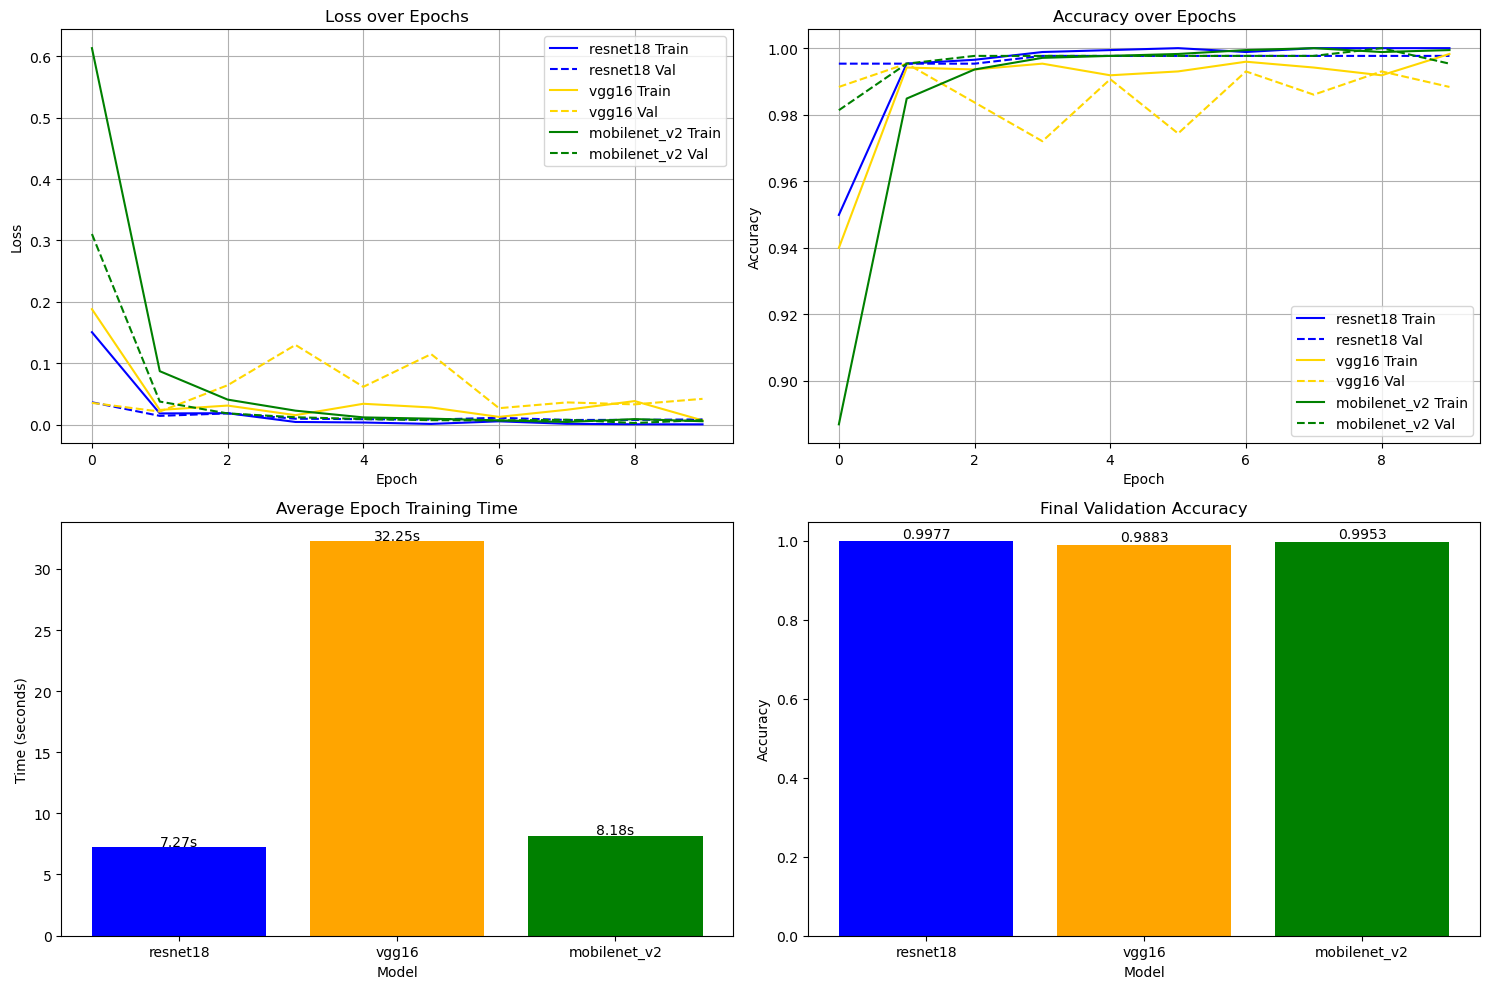 Loss over Epochs
0.6
0.5
0.4
0.3
0.2
0.1
0.0
Loss
0 2 4 6 8
Epoch
resnet18 Train
resnet18 Val
vgg16 Train
vgg16 Val
mobilenet_v2 Train
mobilenet_v2 Val
Accuracy over Epochs
1.00
0.98
0.96
0.94
0.92
0.90
Accuracy
0 2 4 6 8
Epoch
resnet18 Train
resnet18 Val
vgg16 Train
vgg16 Val
mobilenet_v2 Train
mobilenet_v2 Val
Average Epoch Training Time
30
25
20
15
10
5
0
Time (seconds)
7.27s
32.25s
8.18s
resnet18 vgg16 mobilenet_v2
Model
Final Validation Accuracy
1.0
0.8
0.6
0.4
0.2
0.0
Accuracy
0.9977
0.9883
0.9953
resnet18 vgg16 mobilenet_v2
Model